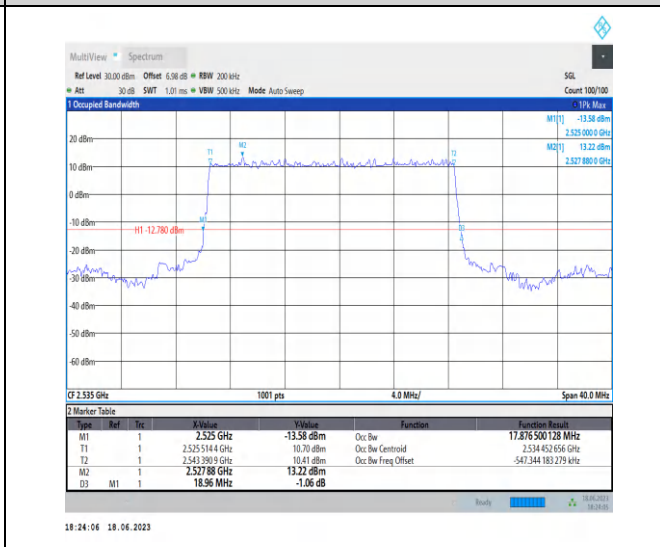 MultiView Spectrum
Ref Level 30.00 dBm Offset 6.98 dB RBW 200 kHz SGL
Att 30 dB SWT 1.01 ms VBW 500 kHz Mode Auto Sweep Count 100/100
1 Occupied Bandwidth 1Pk Max
M1[1] -13.58 dBm
2.525 000 0 GHz
M2[1] 13.22 dBm
2.527 880 0 GHz
20 dBm
T1 M2 T2
10 dBm
0 dBm
-10 dBm
M1
H1 -12.780 dBm
D3
-20 dBm
-30 dBm
-40 dBm
-50 dBm
-60 dBm
CF 2.535 GHz 1001 pts 4.0 MHz/ Span 40.0 MHz
2 Marker Table
Type Ref Trc X-Value Y-Value Function Function Result
M1 1 2.525 GHz -13.58 dBm Occ Bw 17.876 500 128 MHz
T1 1 2.525 514 4 GHz 10.70 dBm Occ Bw Centroid 2.534 452 656 GHz
T2 1 2.543 390 9 GHz 10.41 dBm Occ Bw Freq Offset -547.344 183 279 kHz
M2 1 2.527 88 GHz 13.22 dBm
D3 M1 1 18.96 MHz -1.06 dB
Ready 18.06.2023
18:24:05
18:24:06 18.06.2023